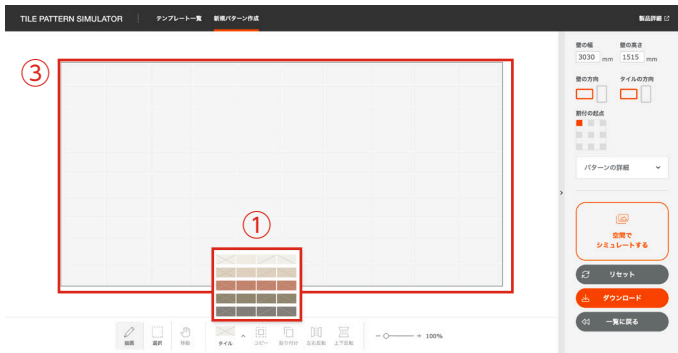 TILE PATTERN SIMULATOR
テンプレート一覧
新規パターン作成
製品詳細
③
①
壁の幅 壁の高さ
3030 mm 1515 mm
壁の方向 タイルの方向
割付の起点
パターンの詳細
空間で
シミュレートする
リセット
ダウンロード
一覧に戻る
描画 選択 移動 タイル コピー 貼り付け 左右反転 上下反転 − + 100%